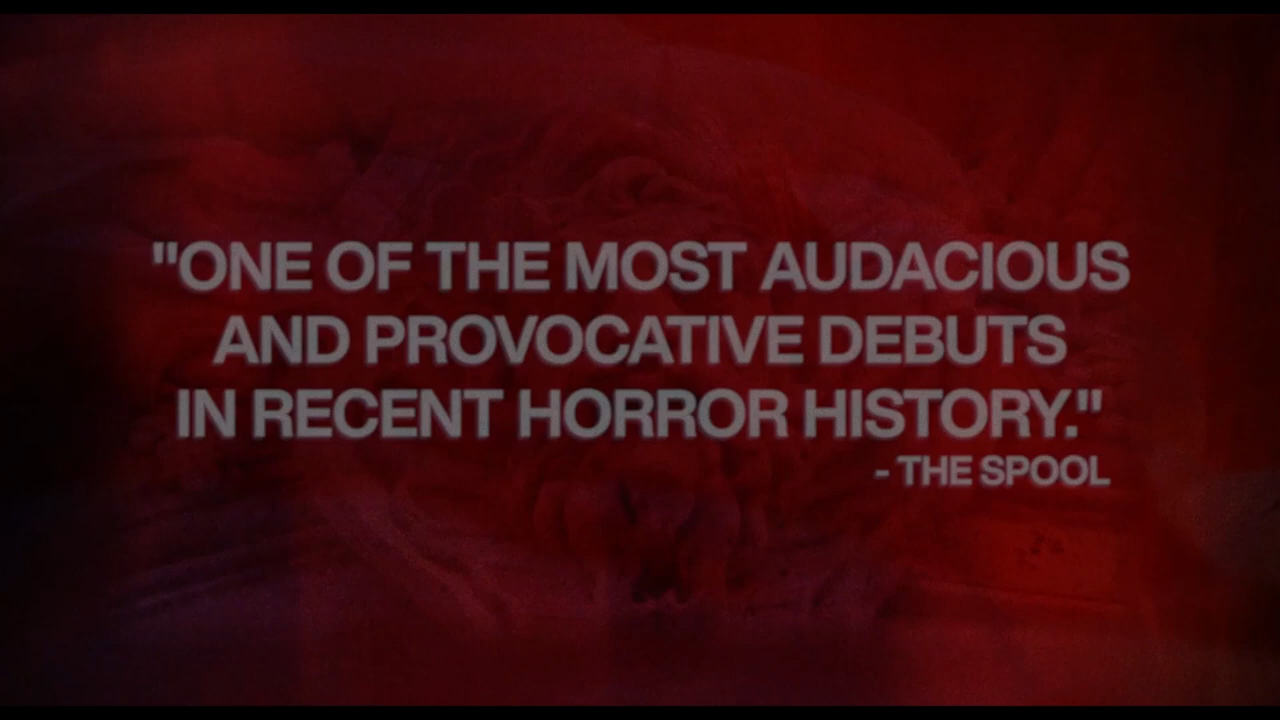 "ONE OF THE MOST AUDACIOUS
AND PROVOCATIVE DEBUTS
IN RECENT HORROR HISTORY."
- THE SPOOL